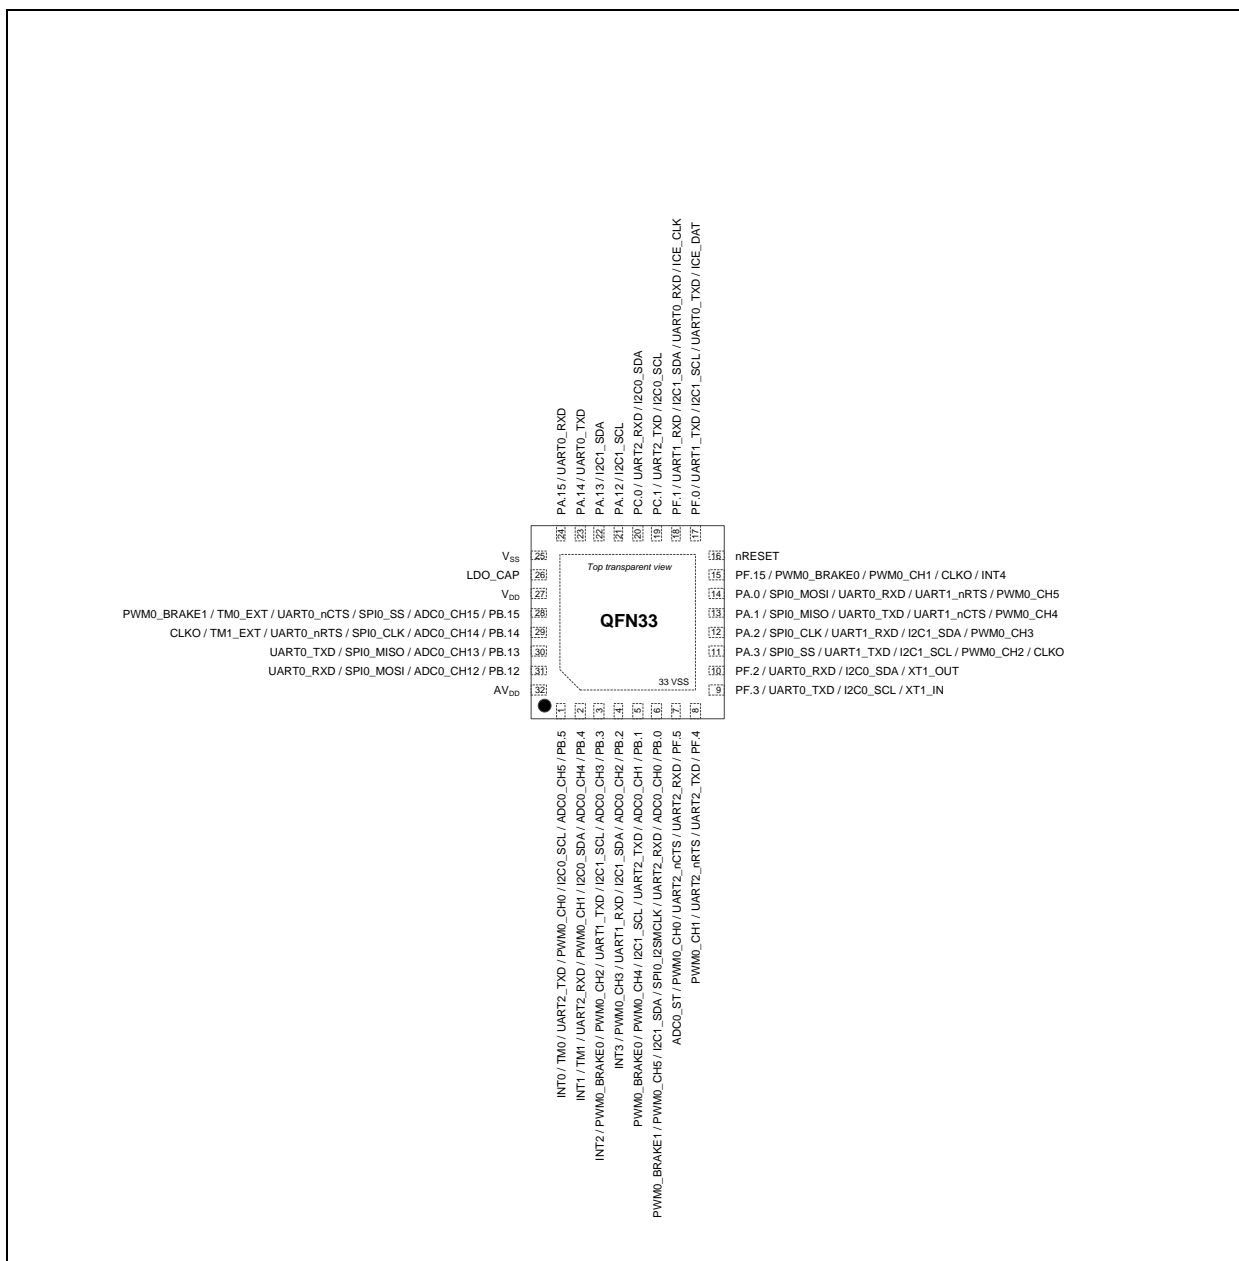 PA.15 / UART0_RXD
PA.14 / UART0_TXD
PA.13 / I2C1_SDA
PA.12 / I2C1_SCL
PC.0 / UART2_RXD / I2C0_SDA
PC.1 / UART2_TXD / I2C0_SCL
PF.1 / UART1_RXD / I2C1_SDA / UART0_RXD / ICE_CLK
PF.0 / UART1_TXD / I2C1_SCL / UART0_TXD / ICE_DAT
24
23
22
21
20
19
18
17
VSS 25
LDO_CAP 26
VDD 27
PWM0_BRAKE1 / TM0_EXT / UART0_nCTS / SPI0_SS / ADC0_CH15 / PB.15 28
CLKO / TM1_EXT / UART0_nRTS / SPI0_CLK / ADC0_CH14 / PB.14 29
UART0_TXD / SPI0_MISO / ADC0_CH13 / PB.13 30
UART0_RXD / SPI0_MOSI / ADC0_CH12 / PB.12 31
AVDD 32
Top transparent view
QFN33
33 VSS
16 nRESET
15 PF.15 / PWM0_BRAKE0 / PWM0_CH1 / CLKO / INT4
14 PA.0 / SPI0_MOSI / UART0_RXD / UART1_nRTS / PWM0_CH5
13 PA.1 / SPI0_MISO / UART0_TXD / UART1_nCTS / PWM0_CH4
12 PA.2 / SPI0_CLK / UART1_RXD / I2C1_SDA / PWM0_CH3
11 PA.3 / SPI0_SS / UART1_TXD / I2C1_SCL / PWM0_CH2 / CLKO
10 PF.2 / UART0_RXD / I2C0_SDA / XT1_OUT
9 PF.3 / UART0_TXD / I2C0_SCL / XT1_IN
1
2
3
4
5
6
7
8
INT0 / TM0 / UART2_TXD / PWM0_CH0 / I2C0_SCL / ADC0_CH5 / PB.5
INT1 / TM1 / UART2_RXD / PWM0_CH1 / I2C0_SDA / ADC0_CH4 / PB.4
INT2 / PWM0_BRAKE0 / PWM0_CH2 / UART1_TXD / I2C1_SCL / ADC0_CH3 / PB.3
INT3 / PWM0_CH3 / UART1_RXD / I2C1_SDA / ADC0_CH2 / PB.2
PWM0_BRAKE0 / PWM0_CH4 / I2C1_SCL / UART2_TXD / ADC0_CH1 / PB.1
PWM0_BRAKE1 / PWM0_CH5 / I2C1_SDA / SPI0_I2SMCLK / UART2_RXD / ADC0_CH0 / PB.0
ADC0_ST / PWM0_CH0 / UART2_nCTS / UART2_RXD / PF.5
PWM0_CH1 / UART2_nRTS / UART2_TXD / PF.4